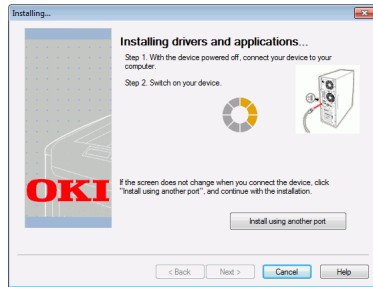 Installing...
Installing drivers and applications...
Step 1. With the device powered off, connect your device to your
computer.
Step 2. Switch on your device.
OKI
If the screen does not change when you connect the device, click
"Install using another port", and continue with the installation.
Install using another port
< Back
Next >
Cancel
Help